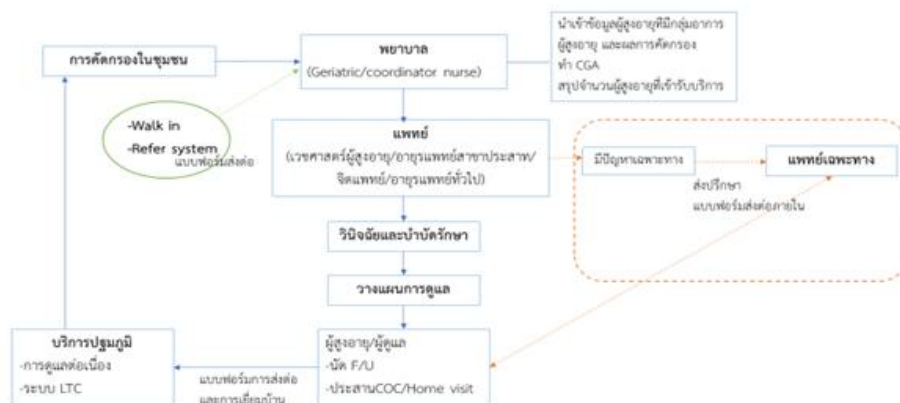 การคัดกรองในชุมชน
พยาบาล
(Geriatric/coordinator nurse)
นำเข้าข้อมูลผู้สูงอายุที่มีกลุ่มอาการ
ผู้สูงอายุ และผลการคัดกรอง
ทำ CGA
สรุปจำนวนผู้สูงอายุที่เข้ารับบริการ
-Walk in
-Refer system
แบบฟอร์มส่งต่อ
แพทย์
(เวชศาสตร์ผู้สูงอายุ/อายุรแพทย์สาขาประสาท/
จิตแพทย์/อายุรแพทย์ทั่วไป)
มีปัญหาเฉพาะทาง
แพทย์เฉพาะทาง
ส่งปรึกษา
แบบฟอร์มส่งต่อภายใน
วินิจฉัยและบำบัดรักษา
วางแผนการดูแล
บริการปฐมภูมิ
-การดูแลต่อเนื่อง
-ระบบ LTC
แบบฟอร์มการส่งต่อ
และการเยี่ยมบ้าน
ผู้สูงอายุ/ผู้ดูแล
-นัด F/U
-ประสานCOC/Home visit